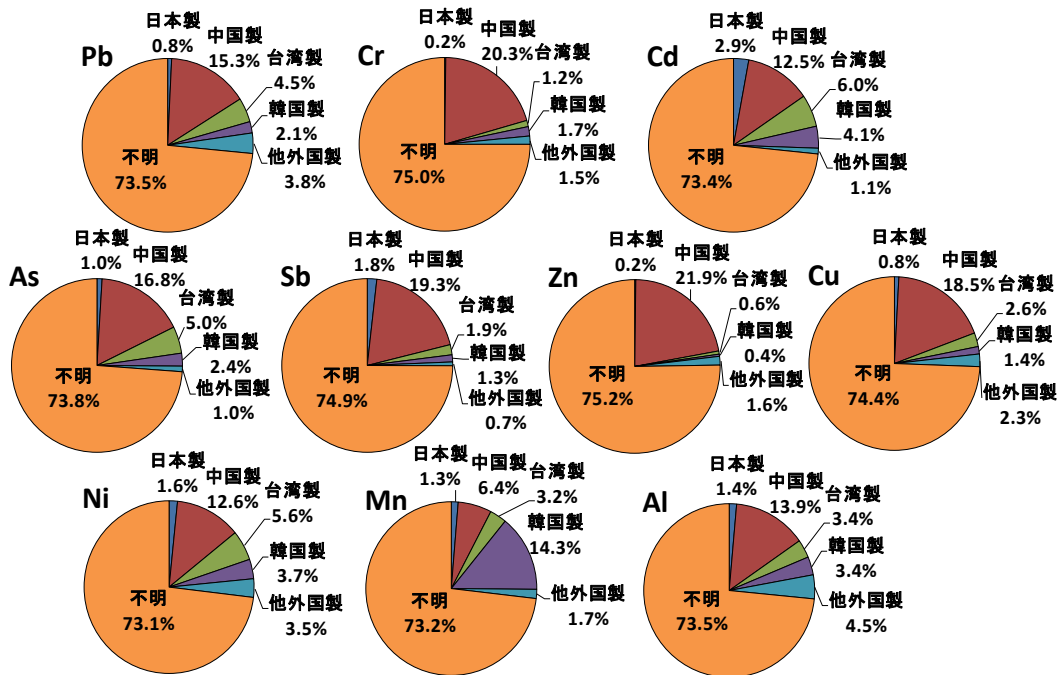 Pb
日本製
0.8%
中国製
15.3%
台湾製
4.5%
韓国製
2.1%
他外国製
3.8%
不明
73.5%
Cr
日本製
0.2%
中国製
20.3%
台湾製
1.2%
韓国製
1.7%
他外国製
1.5%
不明
75.0%
Cd
日本製
2.9%
中国製
12.5%
台湾製
6.0%
韓国製
4.1%
他外国製
1.1%
不明
73.4%
As
日本製
1.0%
中国製
16.8%
台湾製
5.0%
韓国製
2.4%
他外国製
1.0%
不明
73.8%
Sb
日本製
1.8%
中国製
19.3%
台湾製
1.9%
韓国製
1.3%
他外国製
0.7%
不明
74.9%
Zn
日本製
0.2%
中国製
21.9%
台湾製
0.6%
韓国製
0.4%
他外国製
1.6%
不明
75.2%
Cu
日本製
0.8%
中国製
18.5%
台湾製
2.6%
韓国製
1.4%
他外国製
2.3%
不明
74.4%
Ni
日本製
1.6%
中国製
12.6%
台湾製
5.6%
韓国製
3.7%
他外国製
3.5%
不明
73.1%
Mn
日本製
1.3%
中国製
6.4%
台湾製
3.2%
韓国製
14.3%
他外国製
1.7%
不明
73.2%
Al
日本製
1.4%
中国製
13.9%
台湾製
3.4%
韓国製
3.4%
他外国製
4.5%
不明
73.5%